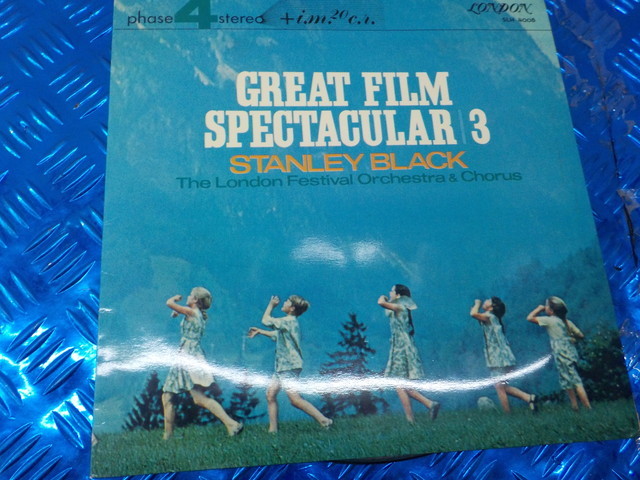 phase 4 stereo
+i.m.20c.r.
LONDON
GREAT FILM
SPECTACULAR | 3
STANLEY BLACK
The London Festival Orchestra & Chorus